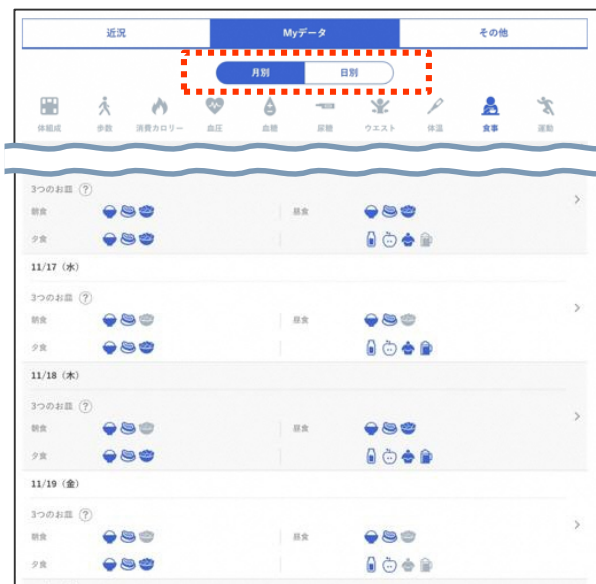 近況 Myデータ その他
月別 日別
体組成 歩数 消費カロリー 血圧 血糖 尿糖 ウエスト 体温 食事 運動
3つのお皿 ?
朝食 昼食
夕食
11/17（水）
3つのお皿 ?
朝食 昼食
夕食
11/18（木）
3つのお皿 ?
朝食 昼食
夕食
11/19（金）
3つのお皿 ?
朝食 昼食
夕食